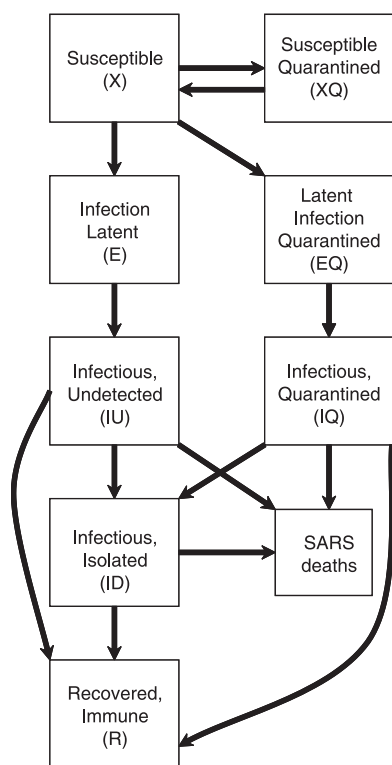 Susceptible
(X)
Susceptible
Quarantined
(XQ)
Infection
Latent
(E)
Latent
Infection
Quarantined
(EQ)
Infectious,
Undetected
(IU)
Infectious,
Quarantined
(IQ)
Infectious,
Isolated
(ID)
SARS
deaths
Recovered,
Immune
(R)